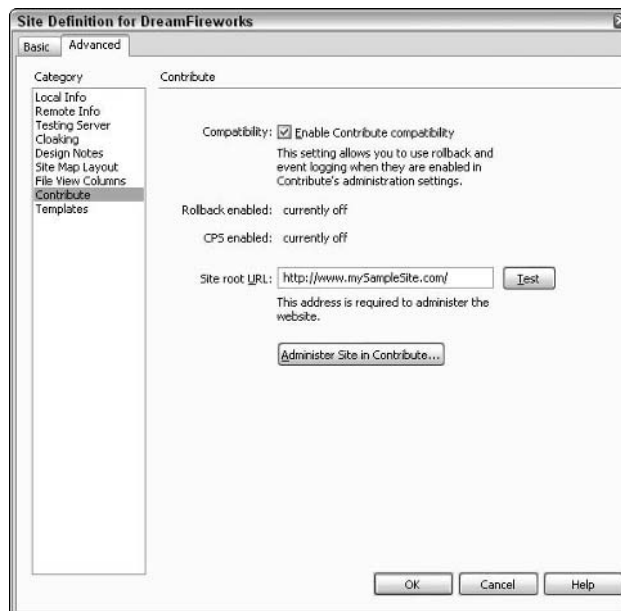 Site Definition for DreamFireworks
Basic
Advanced
Category
Local Info
Remote Info
Testing Server
Cloaking
Design Notes
Site Map Layout
File View Columns
Contribute
Templates
Contribute
Compatibility: Enable Contribute compatibility
This setting allows you to use rollback and
event logging when they are enabled in
Contribute's administration settings.
Rollback enabled: currently off
CPS enabled: currently off
Site root URL: http://www.mySampleSite.com/ Test
This address is required to administer the
website.
Administer Site in Contribute...
OK Cancel Help